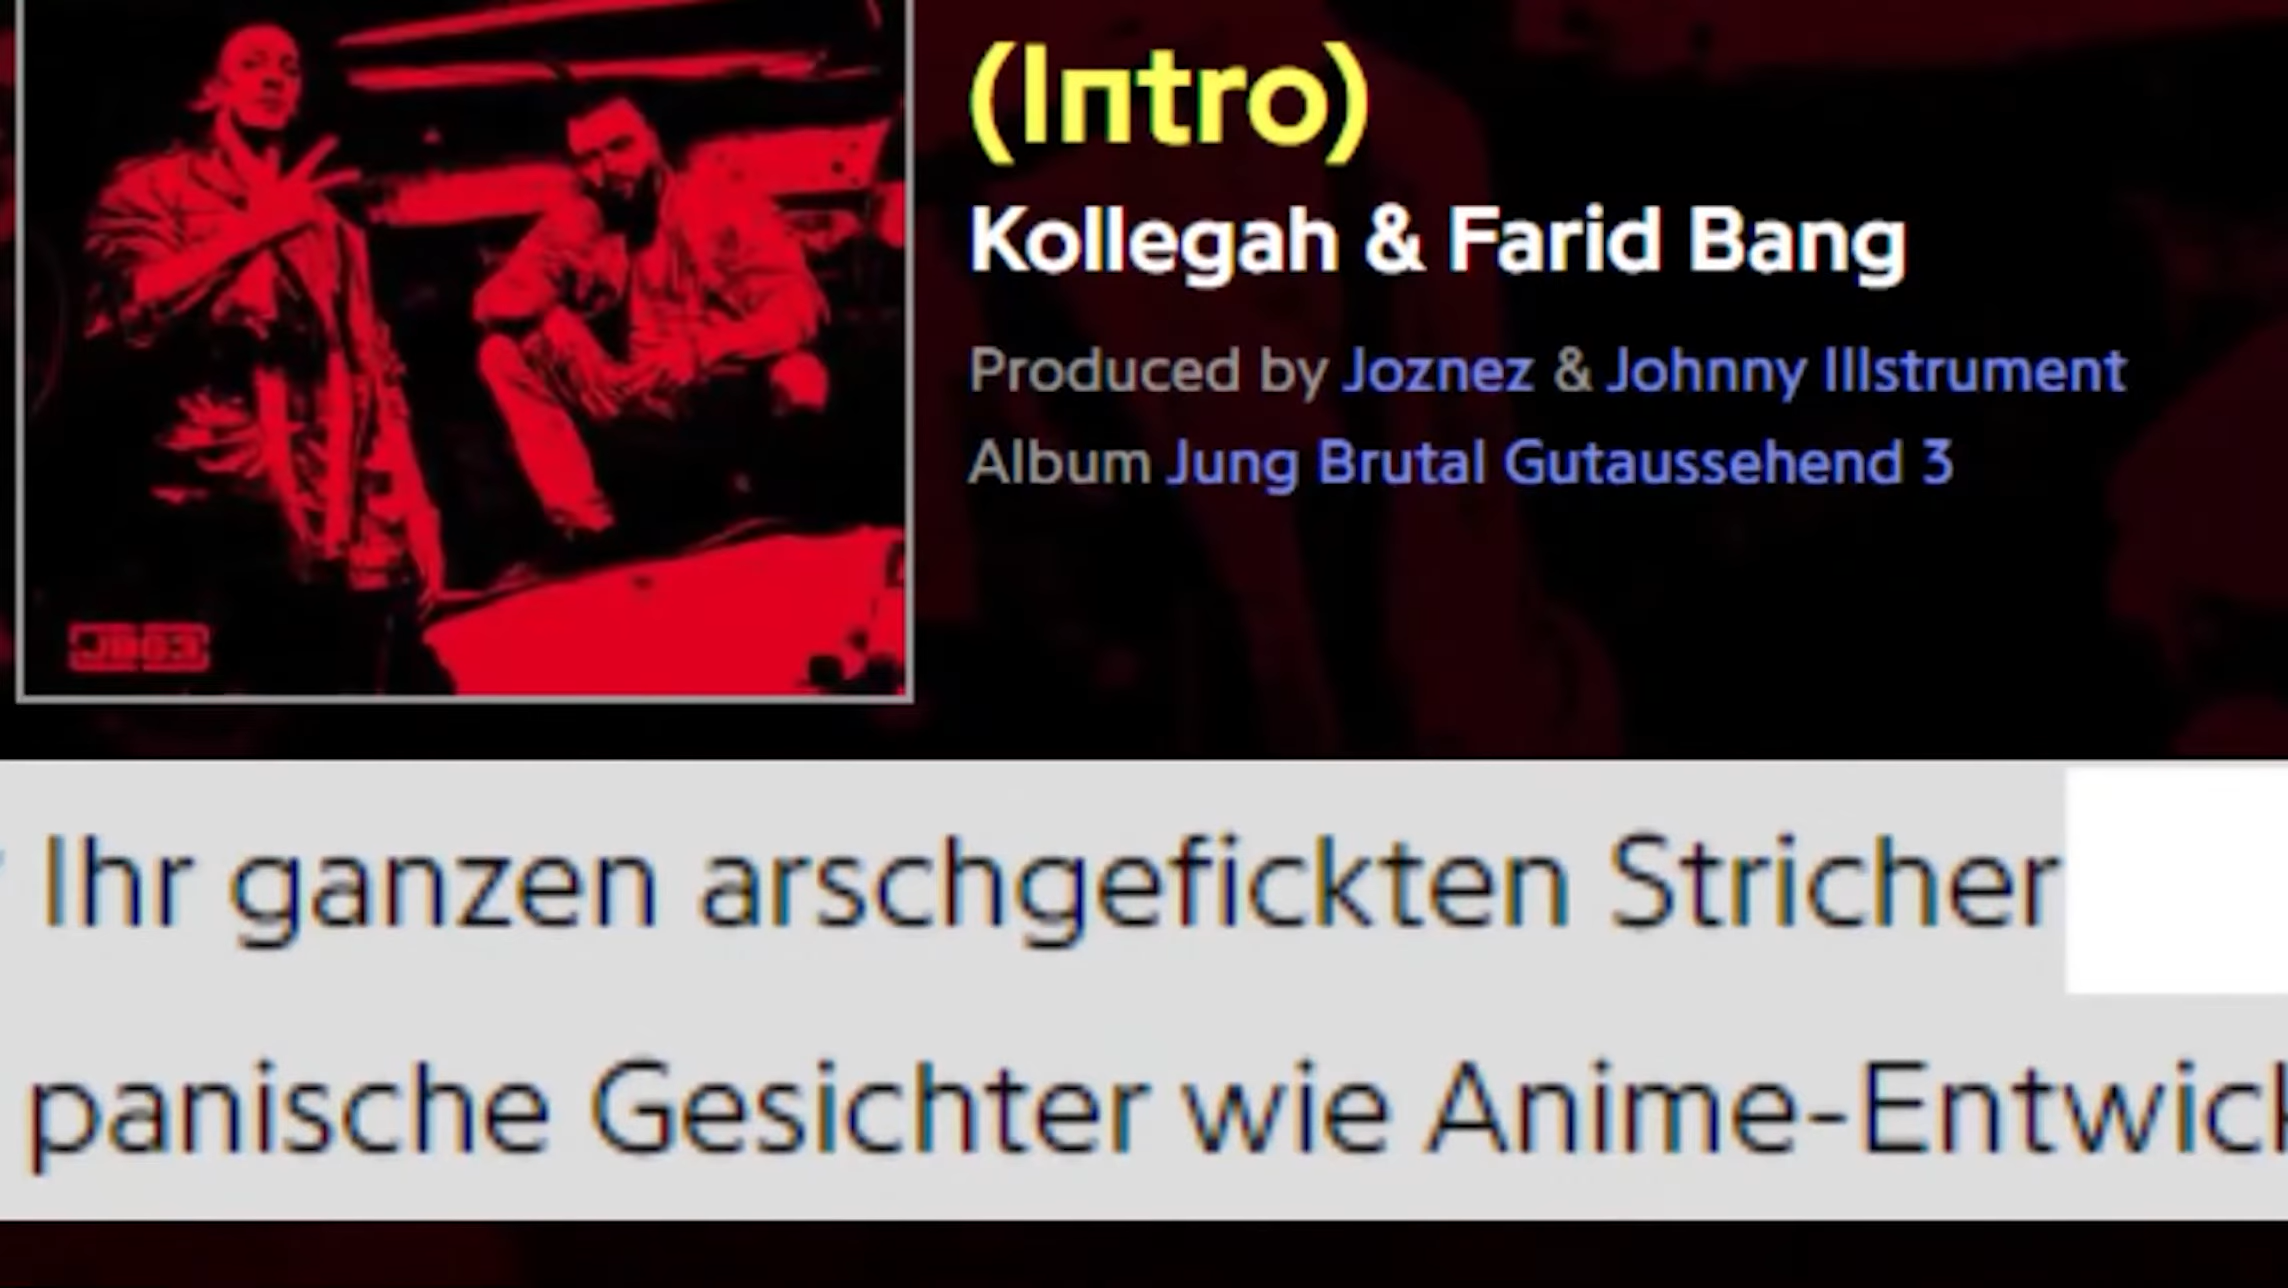 (Intro)
Kollegah & Farid Bang
Produced by Joznez & Johnny Illstrument
Album Jung Brutal Gutaussehend 3
JBG3
Ihr ganzen arschgefickten Stricher
panische Gesichter wie Anime-Entwick